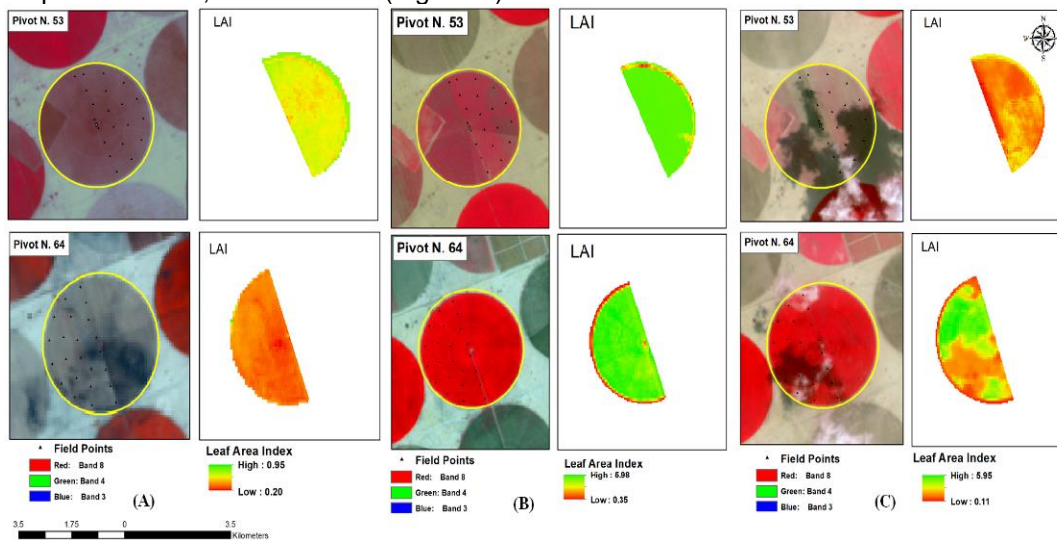 Pivot N. 53
LAI
Pivot N. 53
LAI
Pivot N. 53
LAI
N
W
S
Pivot N. 64
LAI
Pivot N. 64
LAI
Pivot N. 64
LAI
Field Points
Red: Band 8
Green: Band 4
Blue: Band 3
Leaf Area Index
High : 0.95
Low : 0.20
(A)
Field Points
Red: Band 8
Green: Band 4
Blue: Band 3
Leaf Area Index
High : 5.98
Low : 0.35
(B)
Field Points
Red: Band 8
Green: Band 4
Blue: Band 3
Leaf Area Index
High : 5.95
Low : 0.11
(C)
3.5 1.75 0 3.5
Kilometers